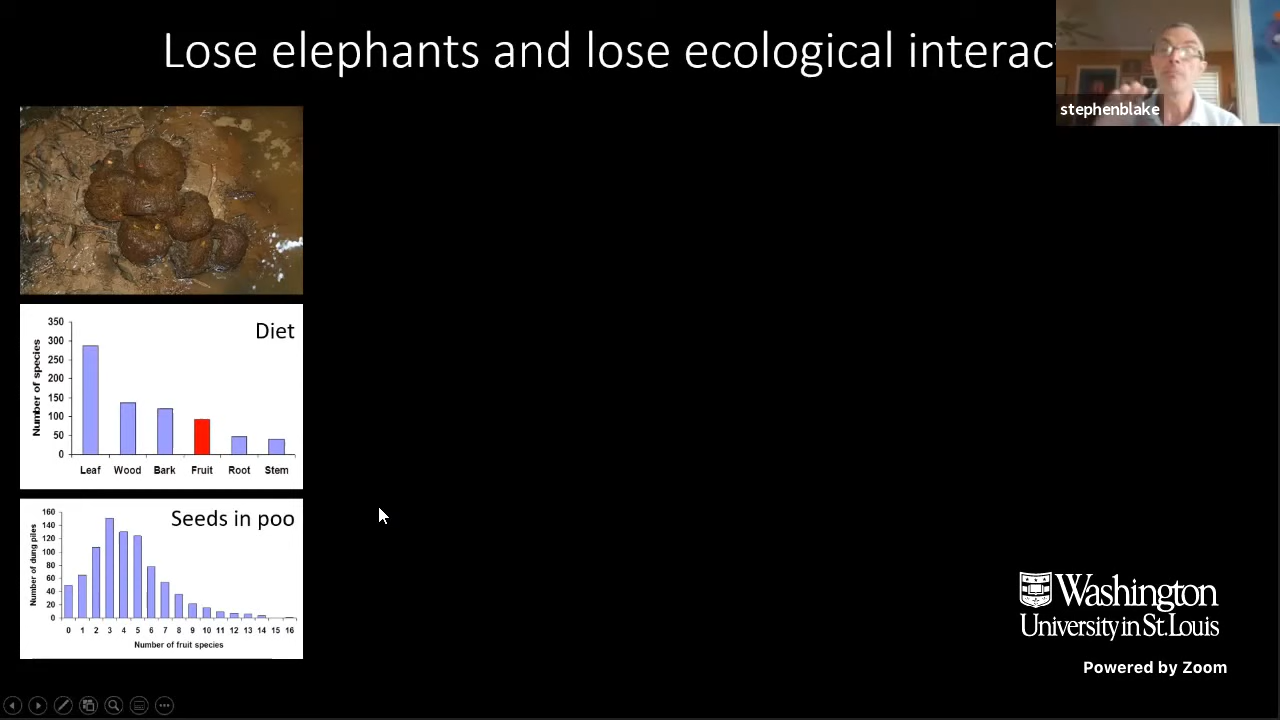 Lose elephants and lose ecological interac
stephenblake
Diet
Number of species
350
300
250
200
150
100
50
0
Leaf Wood Bark Fruit Root Stem
Seeds in poo
Number of dung piles
160
140
120
100
80
60
40
20
0
0 1 2 3 4 5 6 7 8 9 10 11 12 13 14 15 16
Number of fruit species
Washington
University in St. Louis
Powered by Zoom